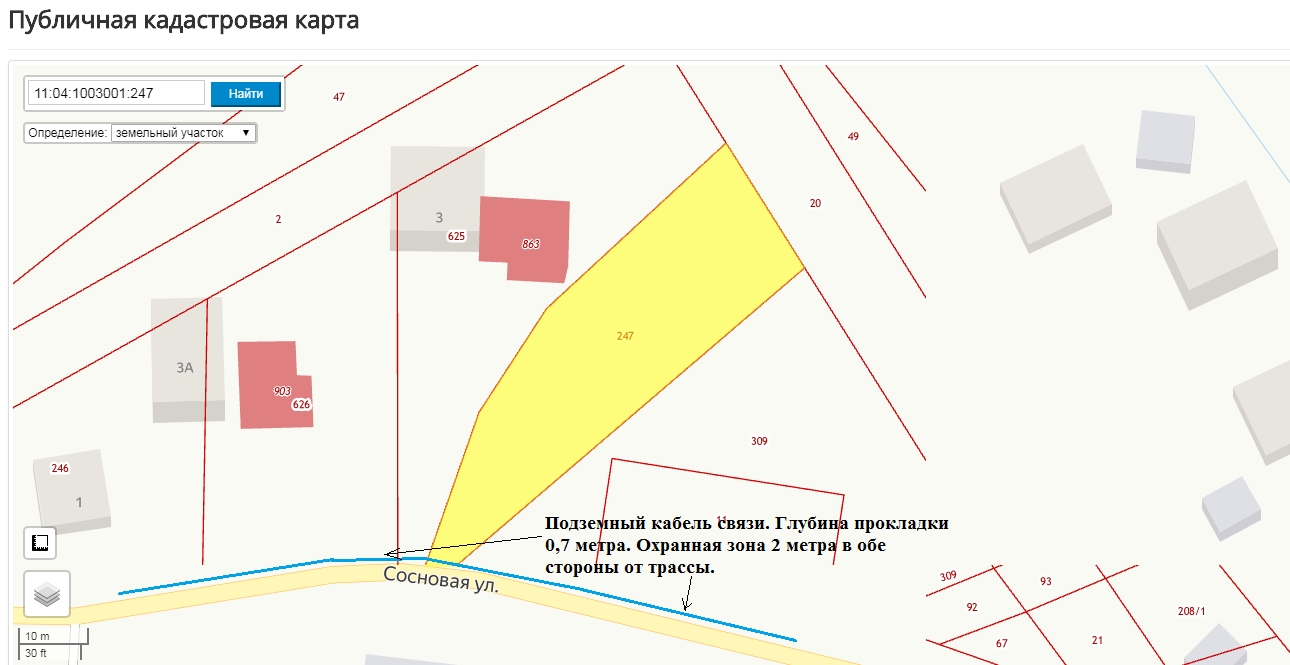 Публичная кадастровая карта
11:04:1003001:247
Найти
Определение: земельный участок
47
49
2
20
3
625
863
247
3А
903
626
309
246
1
11
Подземный кабель связи. Глубина прокладки
0,7 метра. Охранная зона 2 метра в обе
стороны от трассы.
Сосновая ул.
309
93
92
208/1
67
21
10 m
30 ft